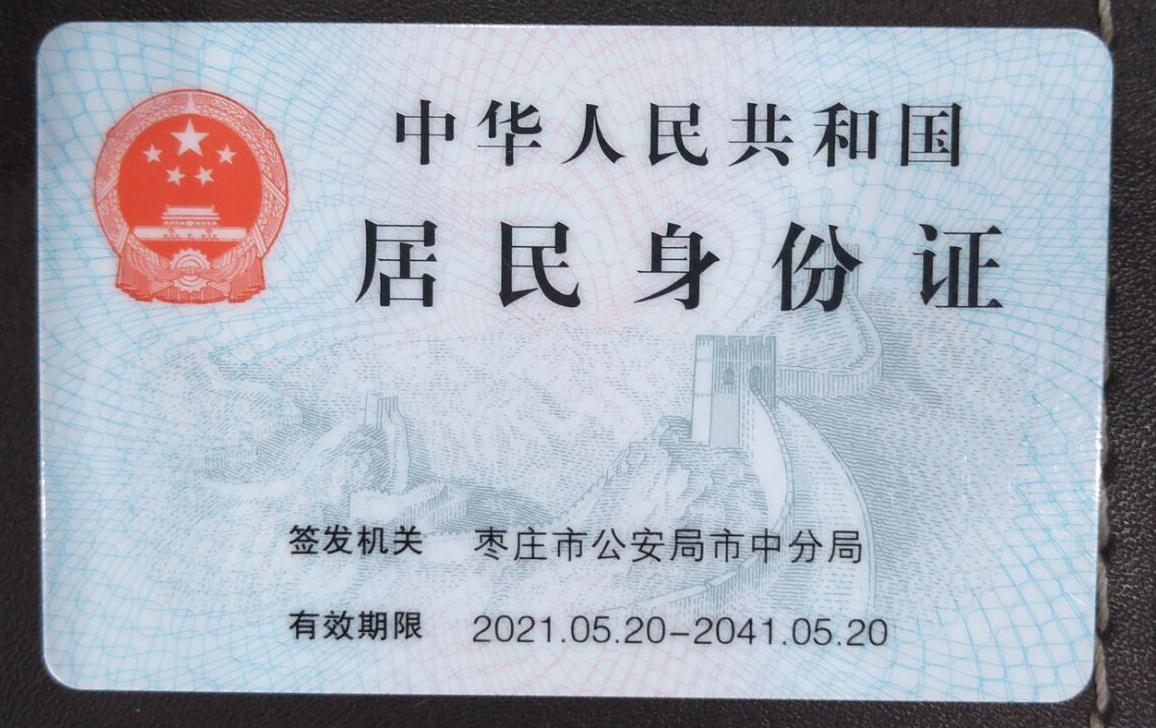 中华人民共和国
居民身份证
签发机关 枣庄市公安局市中分局
有效期限 2021.05.20-2041.05.20